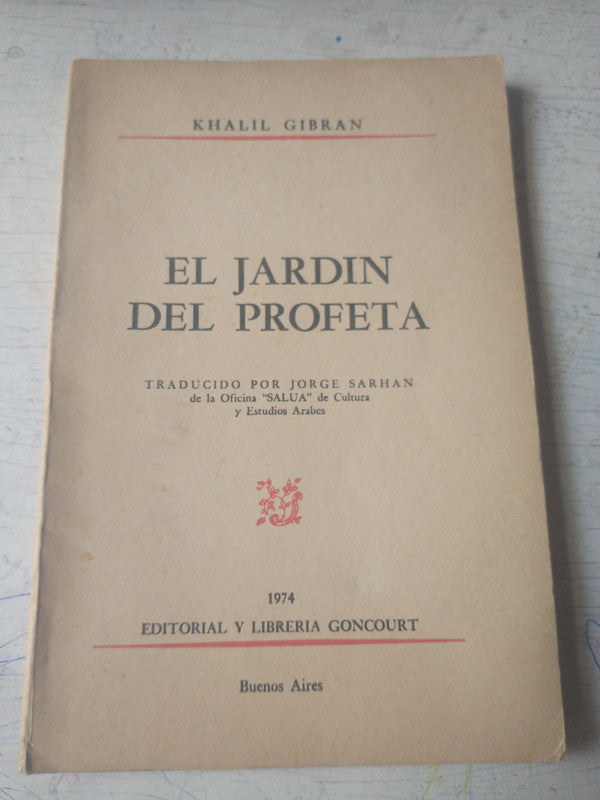 KHALIL GIBRAN
EL JARDIN
DEL PROFETA
TRADUCIDO POR JORGE SARHAN
de la Oficina "SALUA" de Cultura
y Estudios Arabes
1974
EDITORIAL Y LIBRERIA GONCOURT
Buenos Aires